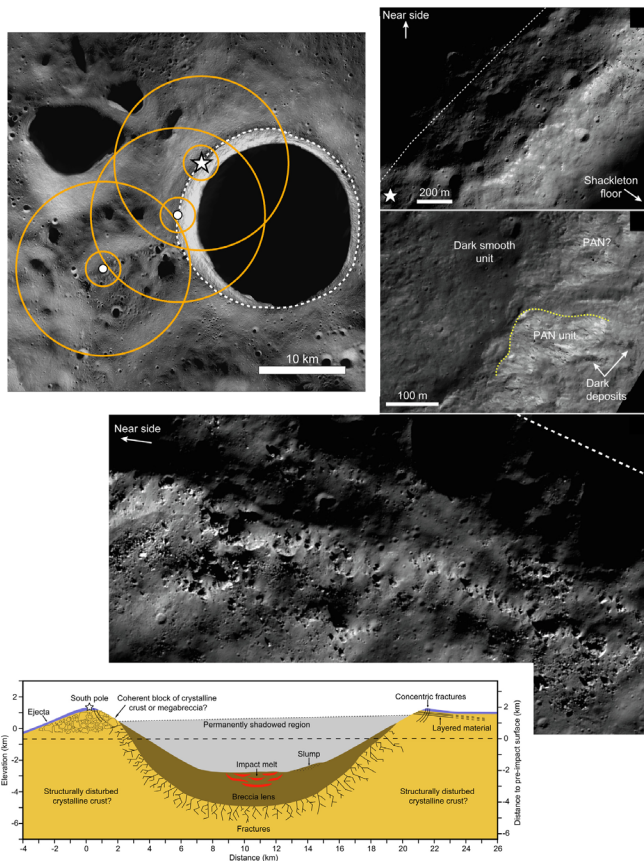 10 km
Near side
200 m
Shackleton
floor
Dark smooth
unit
PAN?
PAN unit
100 m
Dark
deposits
Near side
South pole
Ejecta
Coherent block of crystalline
crust or megabreccia?
Concentric fractures
Permanently shadowed region
Layered material
Impact melt
Slump
Breccia lens
Structurally disturbed
crystalline crust?
Structurally disturbed
crystalline crust?
Fractures
Elevation (km)
2
0
-2
-4
-6
Distance to pre-impact surface (km)
2
0
-2
-4
-6
-4 -2 0 2 4 6 8 10 12 14 16 18 20 22 24 26
Distance (km)